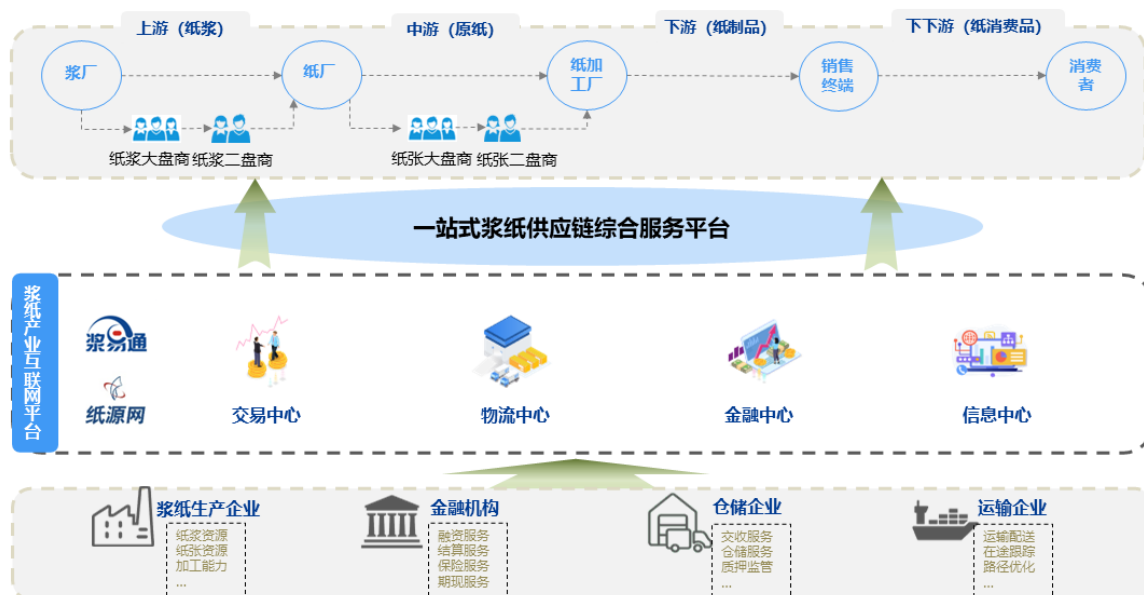 上游（纸浆）
中游（原纸）
下游（纸制品）
下下游（纸消费品）
浆厂
纸厂
纸加
工厂
销售
终端
消费
者
纸浆大盘商
纸浆二盘商
纸张大盘商
纸张二盘商
一站式浆纸供应链综合服务平台
浆纸产业互联网平台
浆易通
纸源网
交易中心
物流中心
金融中心
信息中心
浆纸生产企业
纸浆资源
纸张资源
加工能力
...
金融机构
融资服务
结算服务
保险服务
期现服务
仓储企业
交收服务
仓储服务
质押监管
...
运输企业
运输配送
在途跟踪
路径优化
...